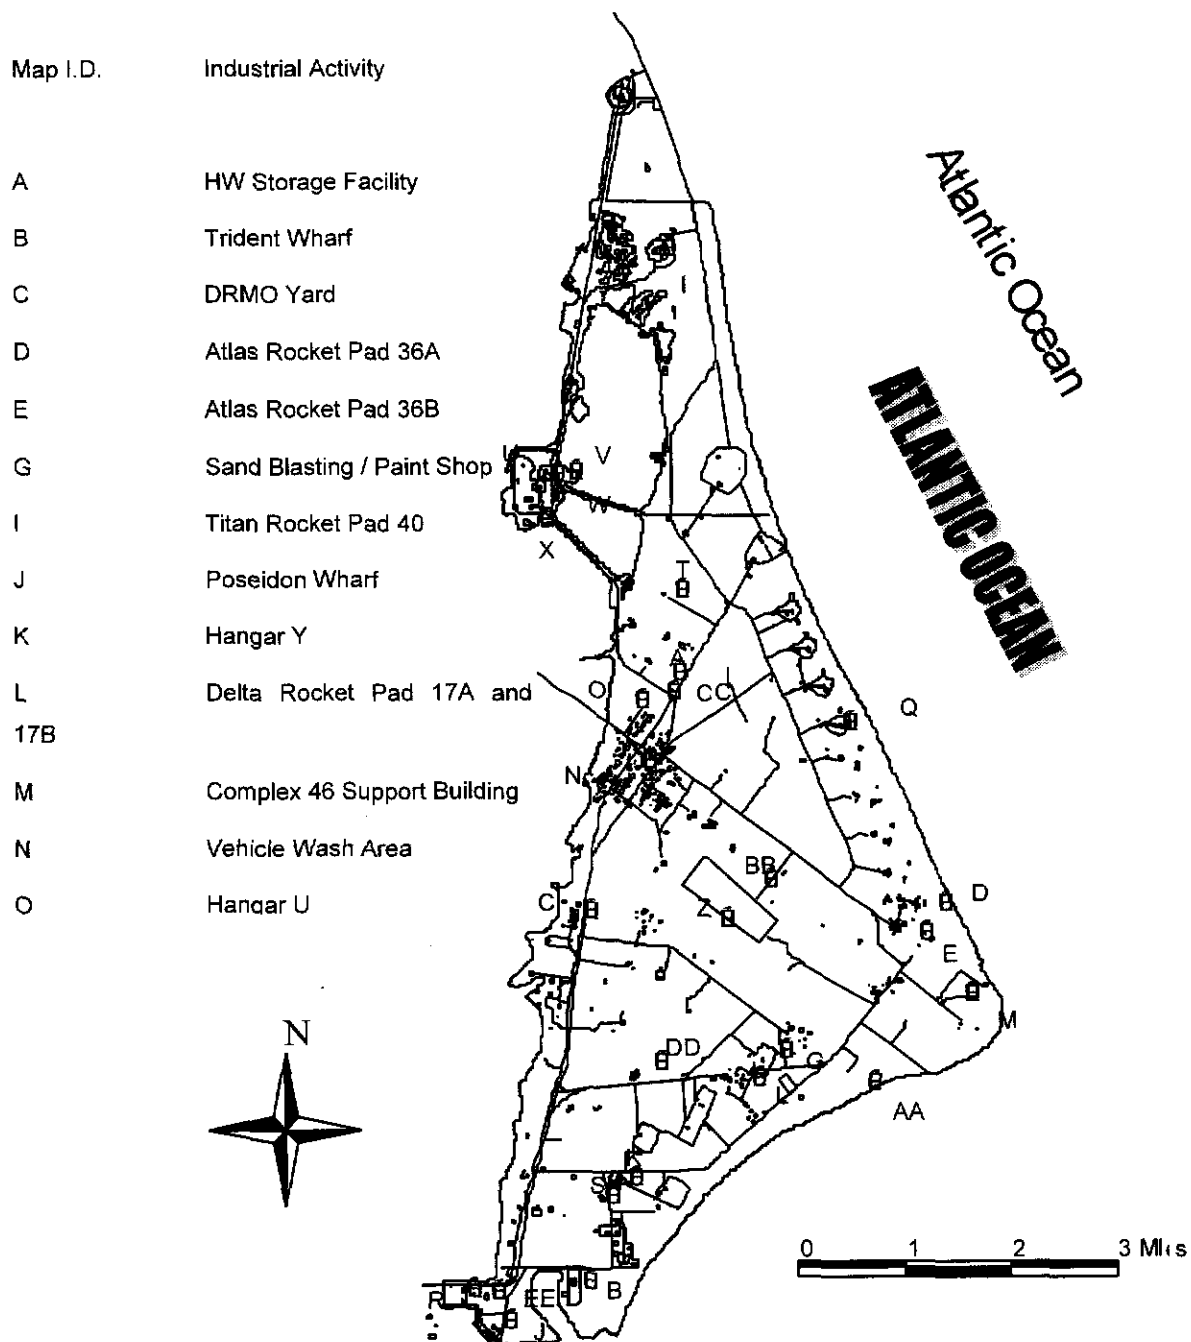 Map I.D. Industrial Activity
A HW Storage Facility
B Trident Wharf
C DRMO Yard
D Atlas Rocket Pad 36A
E Atlas Rocket Pad 36B
G Sand Blasting / Paint Shop
I Titan Rocket Pad 40
J Poseidon Wharf
K Hangar Y
L Delta Rocket Pad 17A and
17B
M Complex 46 Support Building
N Vehicle Wash Area
O Hangar U
Atlantic Ocean
ATLANTIC OCEAN
I
V
W
X
T
A
O
CC
Q
N
BB
C
Z
D
E
M
DD
G
L
AA
S
B
R
EE
J
N
0 1 2 3